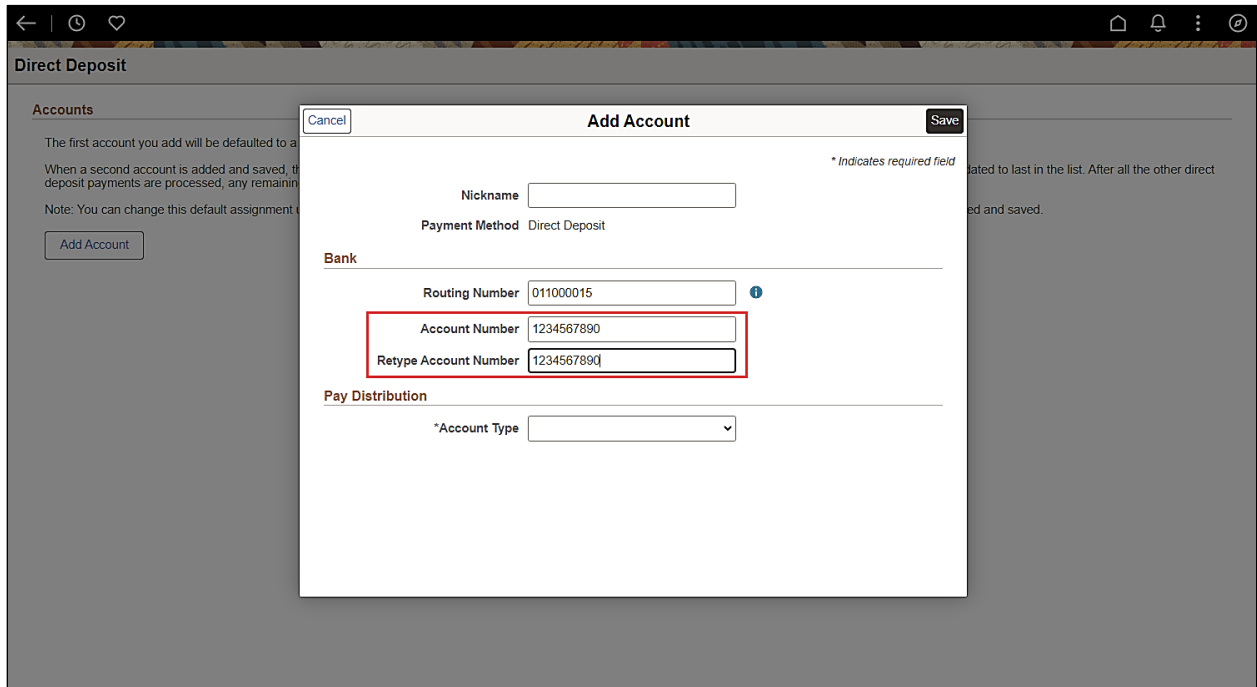 Direct Deposit
Accounts
The first account you add will be defaulted to a
When a second account is added and saved, th
dated to last in the list. After all the other direct
deposit payments are processed, any remainin
Note: You can change this default assignment u
ed and saved.
Add Account
Cancel
Add Account
Save
* Indicates required field
Nickname
Payment Method Direct Deposit
Bank
Routing Number 011000015
Account Number 1234567890
Retype Account Number 1234567890
Pay Distribution
*Account Type